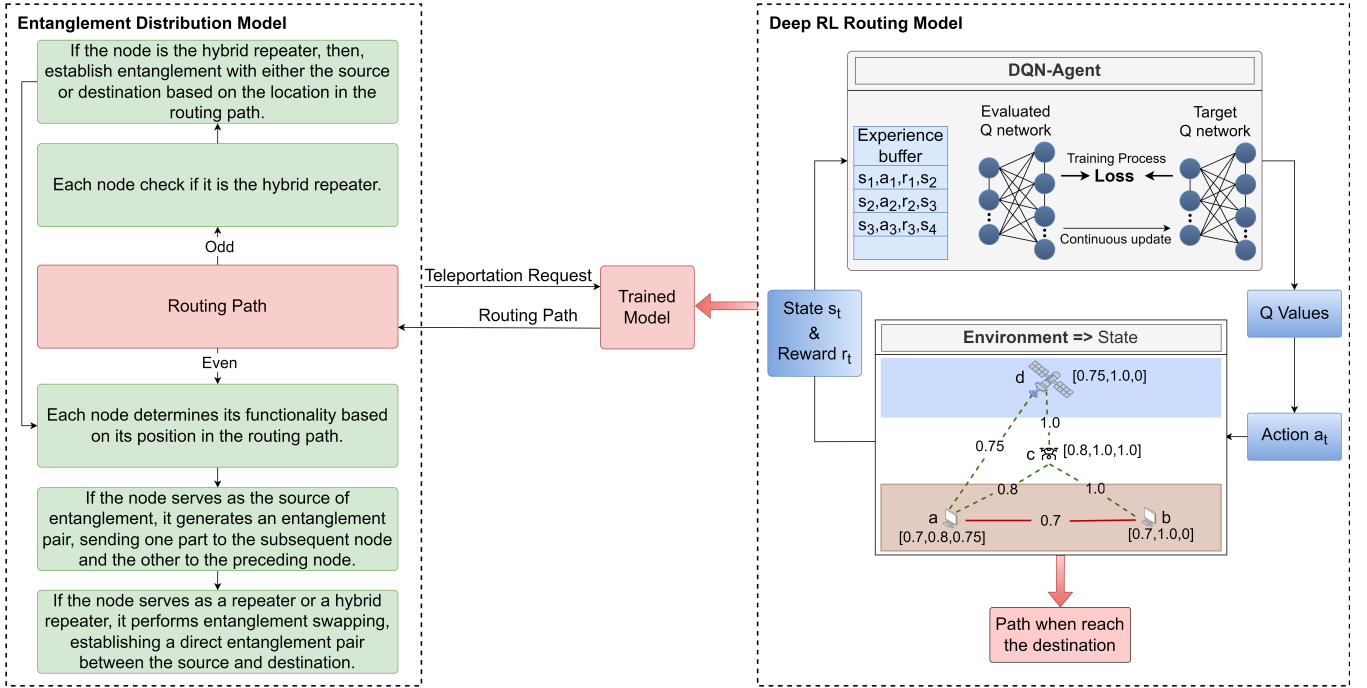 Entanglement Distribution Model
If the node is the hybrid repeater, then,
establish entanglement with either the source
or destination based on the location in the
routing path.
Each node check if it is the hybrid repeater.
Odd
Routing Path
Even
Each node determines its functionality based
on its position in the routing path.
If the node serves as the source of
entanglement, it generates an entanglement
pair, sending one part to the subsequent node
and the other to the preceding node.
If the node serves as a repeater or a hybrid
repeater, it performs entanglement swapping,
establishing a direct entanglement pair
between the source and destination.
Teleportation Request
Routing Path
Trained
Model
Deep RL Routing Model
DQN-Agent
Experience
buffer
s1,a1,r1,s2
s2,a2,r2,s3
s3,a3,r3,s4
Evaluated
Q network
Training Process
Loss
Continuous update
Target
Q network
State st
&
Reward rt
Q Values
Action at
Environment => State
d
[0.75,1.0,0]
1.0
0.75
c
[0.8,1.0,1.0]
0.8
1.0
a
0.7
b
[0.7,0.8,0.75]
[0.7,1.0,0]
Path when reach
the destination